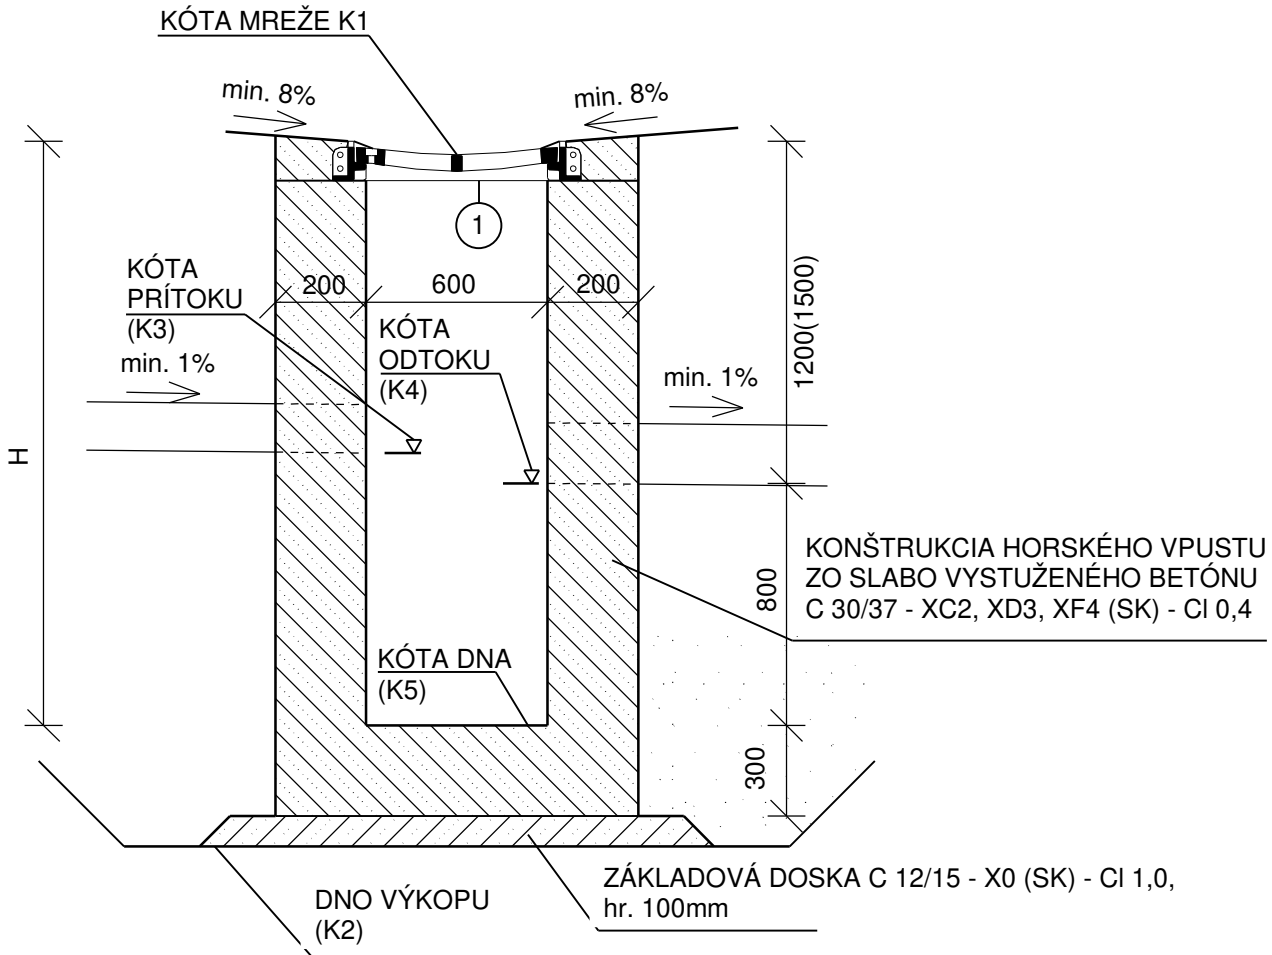 KÓTA MREŽE K1
min. 8%
min. 8%
1
KÓTA
PRÍTOKU
(K3)
200
600
200
1200(1500)
KÓTA
ODTOKU
(K4)
min. 1%
min. 1%
H
KONŠTRUKCIA HORSKÉHO VPUSTU
ZO SLABO VYSTUŽENÉHO BETÓNU
C 30/37 - XC2, XD3, XF4 (SK) - Cl 0,4
800
KÓTA DNA
(K5)
300
ZÁKLADOVÁ DOSKA C 12/15 - X0 (SK) - Cl 1,0,
hr. 100mm
DNO VÝKOPU
(K2)